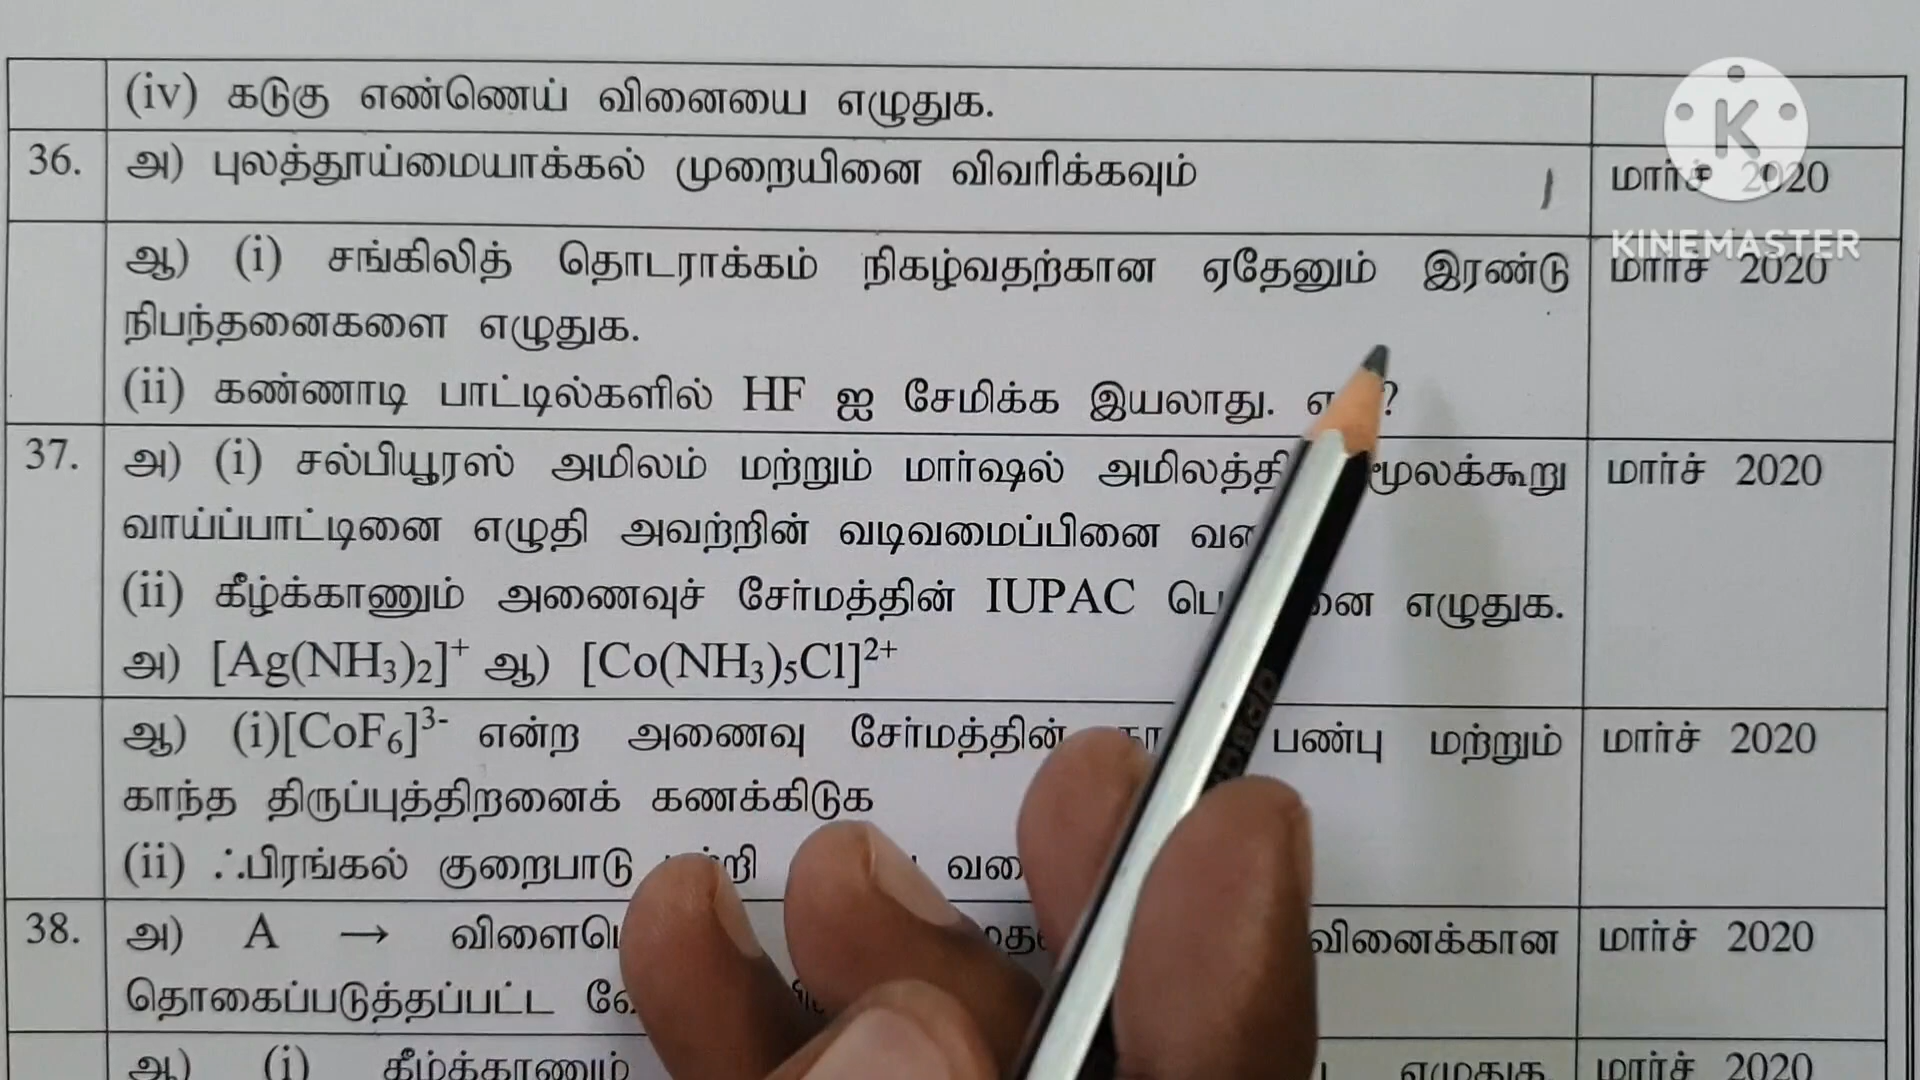 (iv) கடுகு எண்ணெய் வினையை எழுதுக.
36. அ) புலத்தூய்மையாக்கல் முறையினை விவரிக்கவும் மார்ச் 2020
KINEMASTER
ஆ) (i) சங்கிலித் தொடராக்கம் நிகழ்வதற்கான ஏதேனும் இரண்டு மார்ச் 2020
நிபந்தனைகளை எழுதுக.
(ii) கண்ணாடி பாட்டில்களில் HF ஐ சேமிக்க இயலாது. ?
37. அ) (i) சல்பியூரஸ் அமிலம் மற்றும் மார்ஷல் மூலக்கூறு மார்ச் 2020
வாய்ப்பாட்டினை எழுதி அவற்றின் வடிவமைப்பினை
(ii) கீழ்க்காணும் அணைவுச் சேர்மத்தின் IUPAC எழுதுக.
அ) [Ag(NH₃)₂]⁺ ஆ) [Co(NH₃)₅Cl]²⁺
ஆ) (i)[CoF₆]³⁻ என்ற அணைவு சேர்மத்தின் பண்பு மற்றும் மார்ச் 2020
காந்த திருப்புத்திறனைக் கணக்கிடுக
(ii) ஃபிரங்கல் குறைபாடு
38. அ) A → வினைக்கான மார்ச் 2020
தொகைப்படுத்தப்பட்ட
ஆ) (i) கீழ்க்காணும் எழுதுக மார்ச் 2020